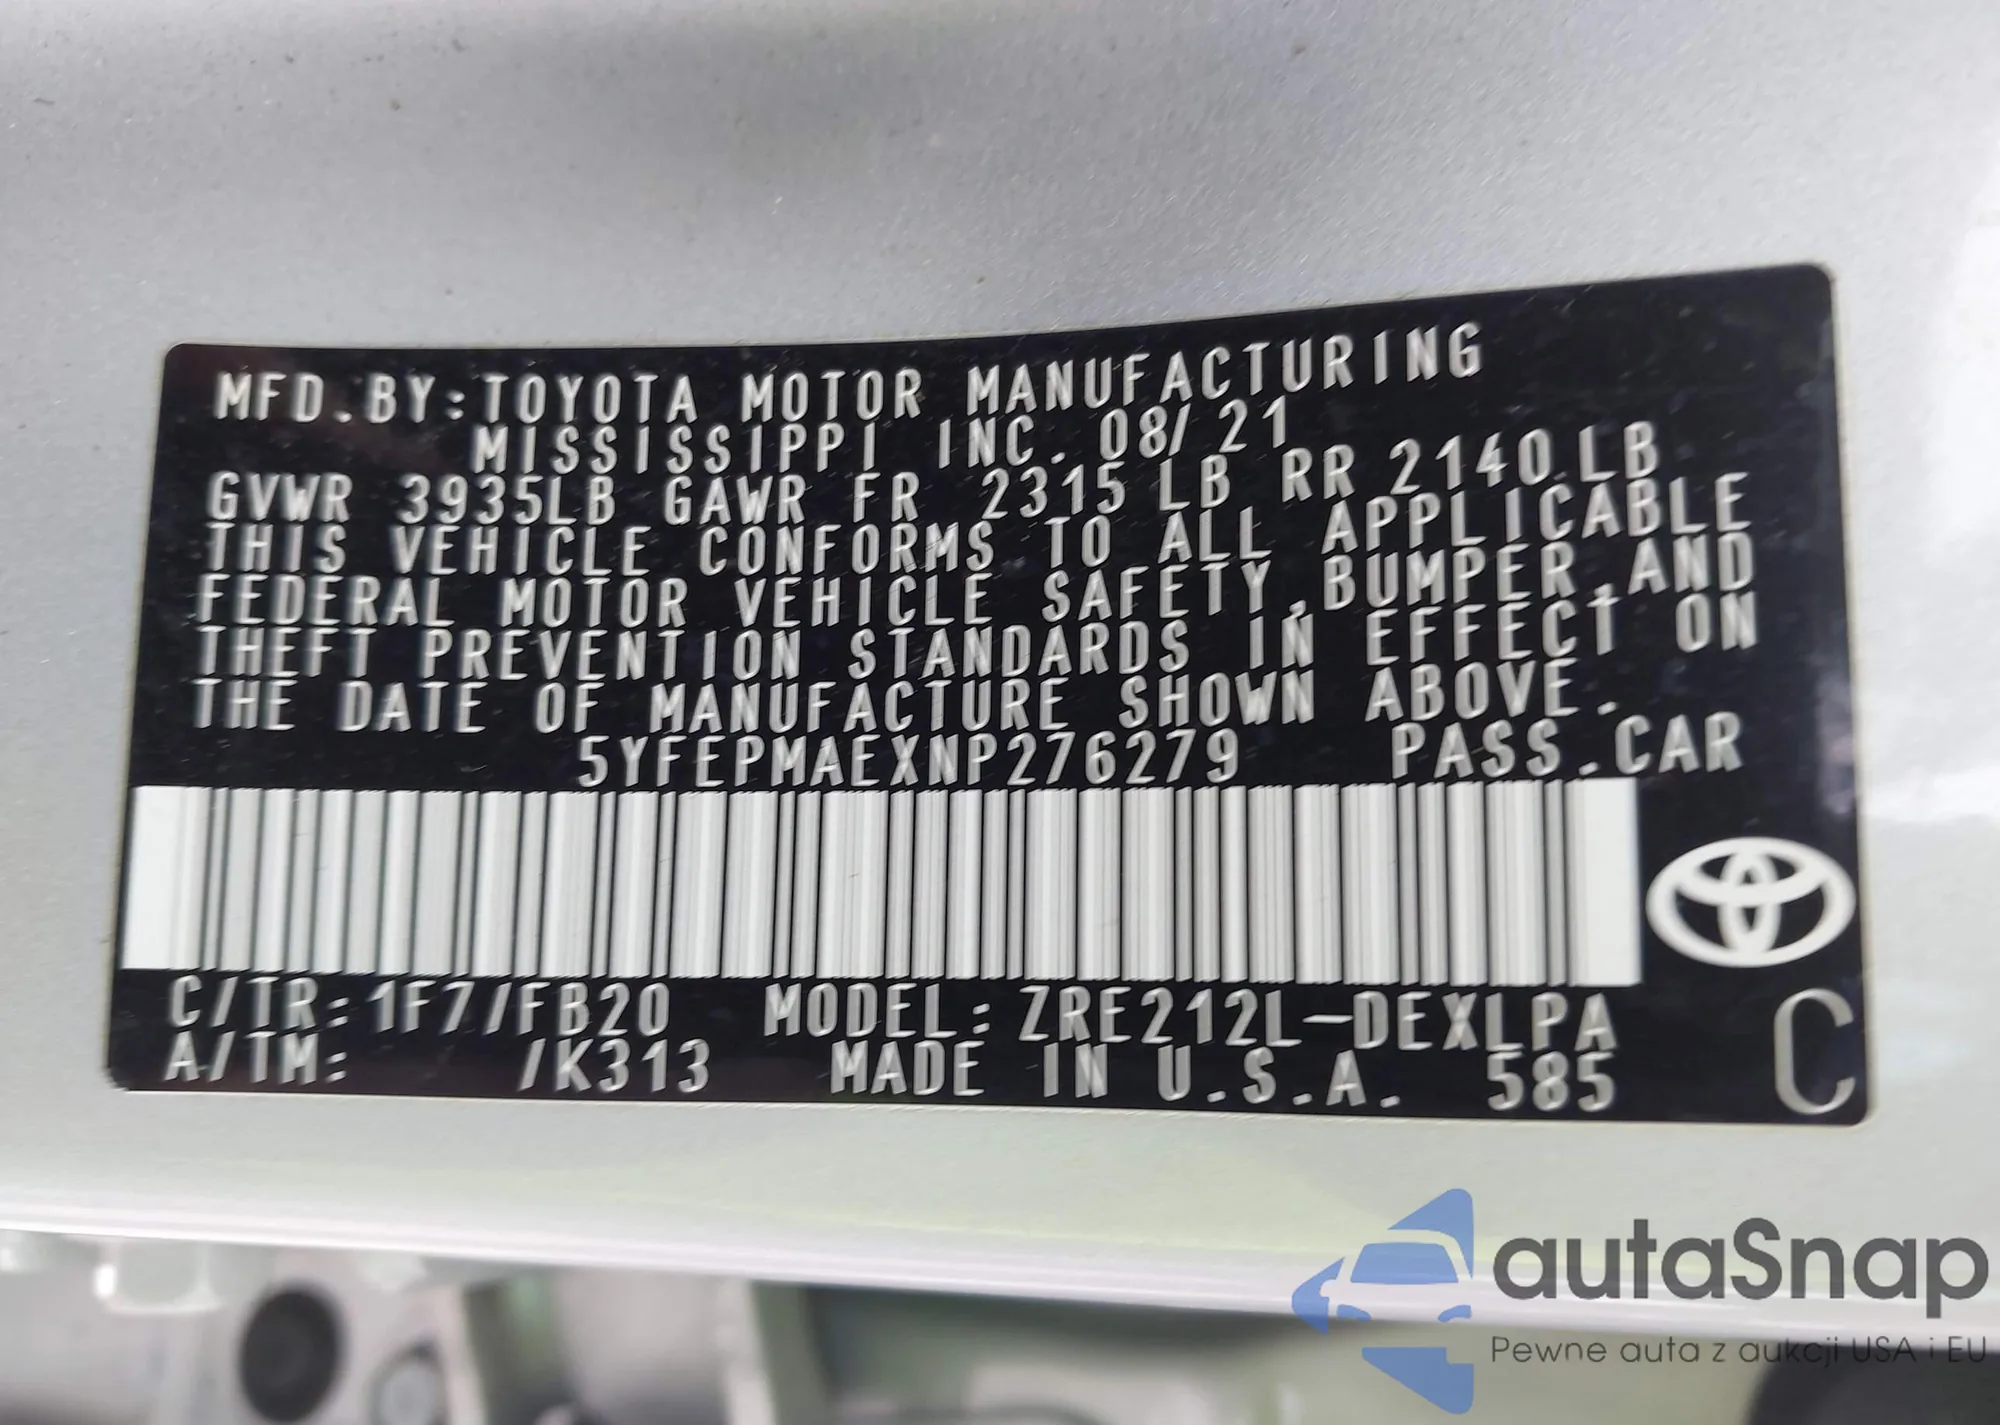 MFD.BY:TOYOTA MOTOR MANUFACTURING
MISSISSIPPI INC. 08/21
GVWR 3935LB GAWR FR 2315 LB RR 2140 LB
THIS VEHICLE CONFORMS TO ALL APPLICABLE
FEDERAL MOTOR VEHICLE SAFETY,BUMPER,AND
THEFT PREVENTION STANDARDS IN EFFECT ON
THE DATE OF MANUFACTURE SHOWN ABOVE.
5YFEPMAEXNP276279 PASS.CAR
C/TR:1F7/FB20 MODEL:ZRE212L-DEXLPA
A/TM: /K313 MADE IN U.S.A. 585
C
autaSnap
Pewne auta z aukcji USA i EU